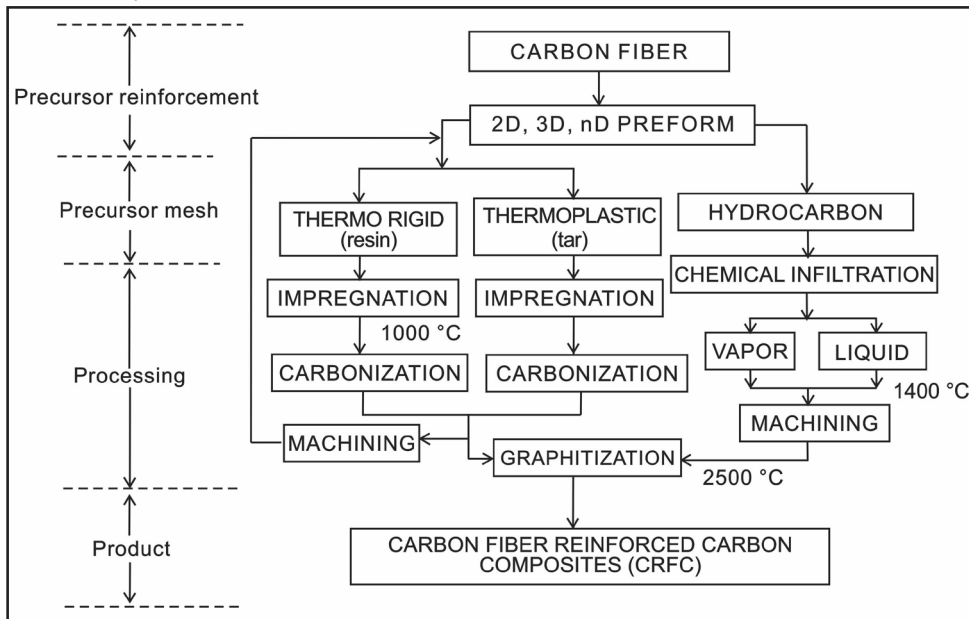 CARBON FIBER
Precursor reinforcement
2D, 3D, nD PREFORM
Precursor mesh
THERMO RIGID
(resin)
THERMOPLASTIC
(tar)
HYDROCARBON
CHEMICAL INFILTRATION
IMPREGNATION
IMPREGNATION
1000 °C
VAPOR
LIQUID
Processing
CARBONIZATION
CARBONIZATION
1400 °C
MACHINING
MACHINING
GRAPHITIZATION
2500 °C
Product
CARBON FIBER REINFORCED CARBON
COMPOSITES (CRFC)